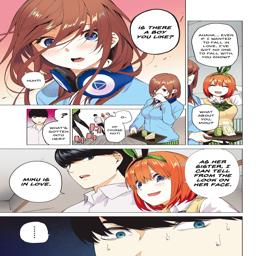 AHAHA... EVEN
IF I WANTED
TO FALL
IN LOVE,
I'VE GOT
NO ONE TO
FALL IN LOVE
WITH, YOU KNOW?
IS THERE
A BOY
YOU LIKE?
HUH?!
WHAT
ABOUT
YOU,
MIKU?
OF
COURSE
NOT!
WHAT'S
GOTTEN
INTO
HER?
?
AS HER
SISTER, I
CAN TELL
FROM THE
LOOK ON
HER FACE.
MIKU IS
IN LOVE.